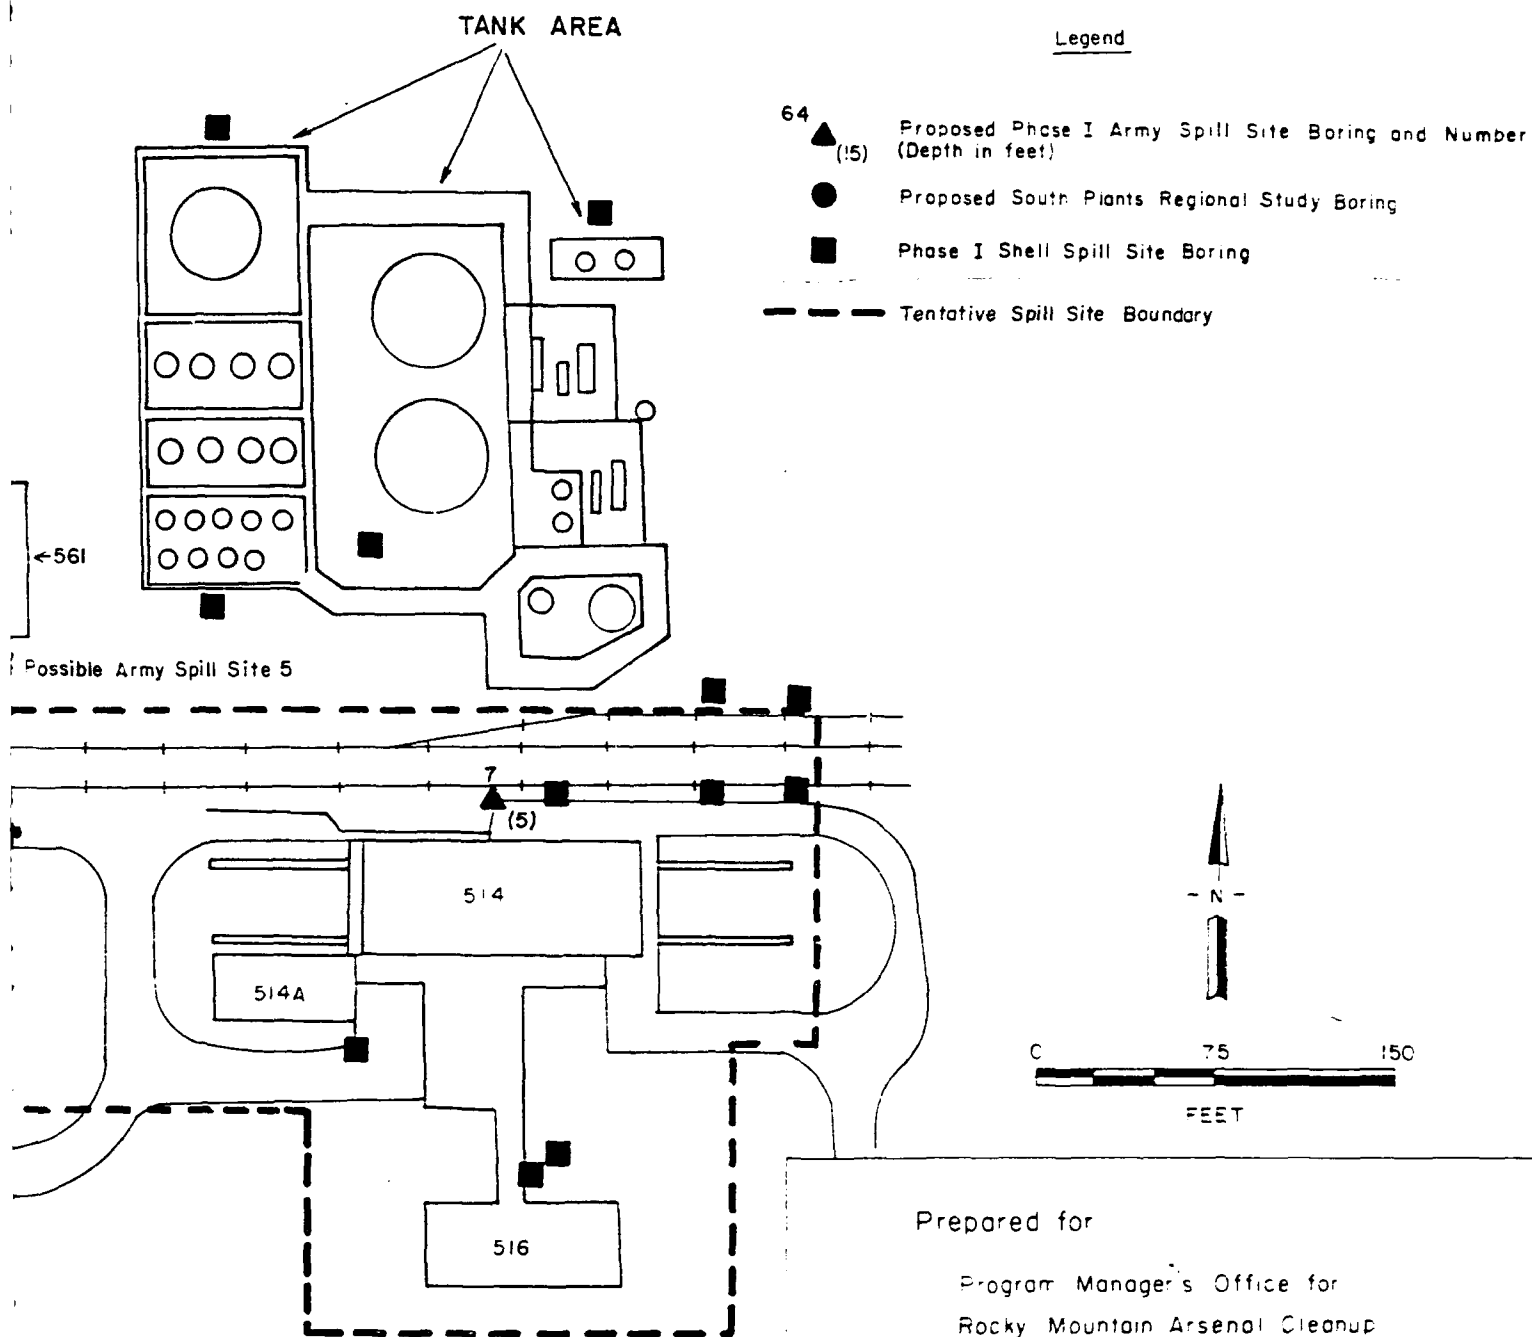 TANK AREA
Legend
64
(15)
Proposed Phase I Army Spill Site Boring and Number
(Depth in feet)
Proposed South Plants Regional Study Boring
Phase I Shell Spill Site Boring
Tentative Spill Site Boundary
←561
Possible Army Spill Site 5
7
(5)
514
514A
516
- N -
0 75 150
FEET
Prepared for
Program Manager's Office for
Rocky Mountain Arsenal Cleanup